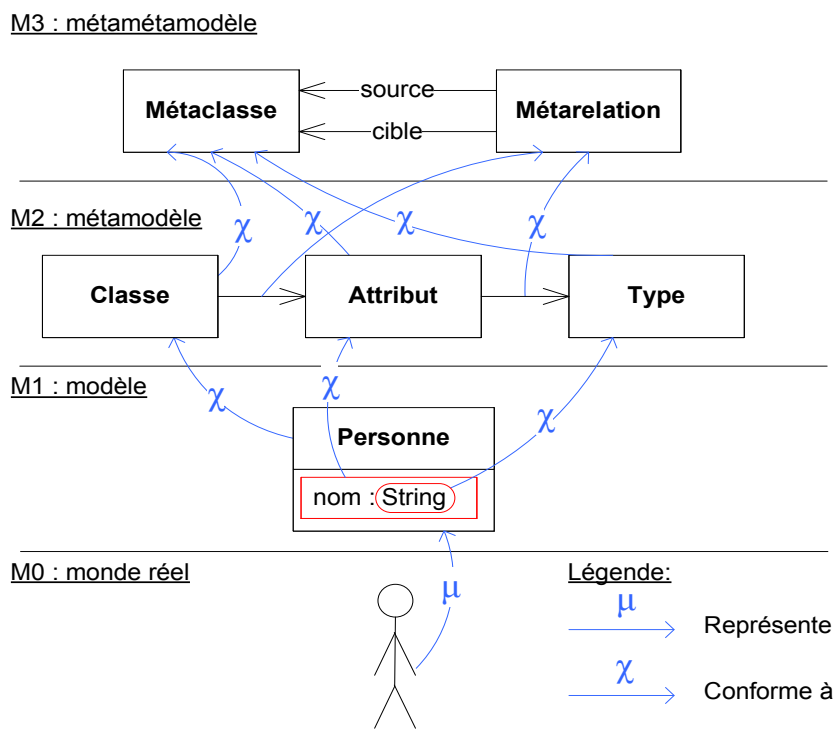 M3 : métamétamodèle
Métaclasse
source
cible
Métarelation
M2 : métamodèle
χ
χ
χ
χ
Classe
Attribut
Type
M1 : modèle
χ
χ
χ
Personne
nom : String
M0 : monde réel
μ
Légende:
μ
Représente
χ
Conforme à